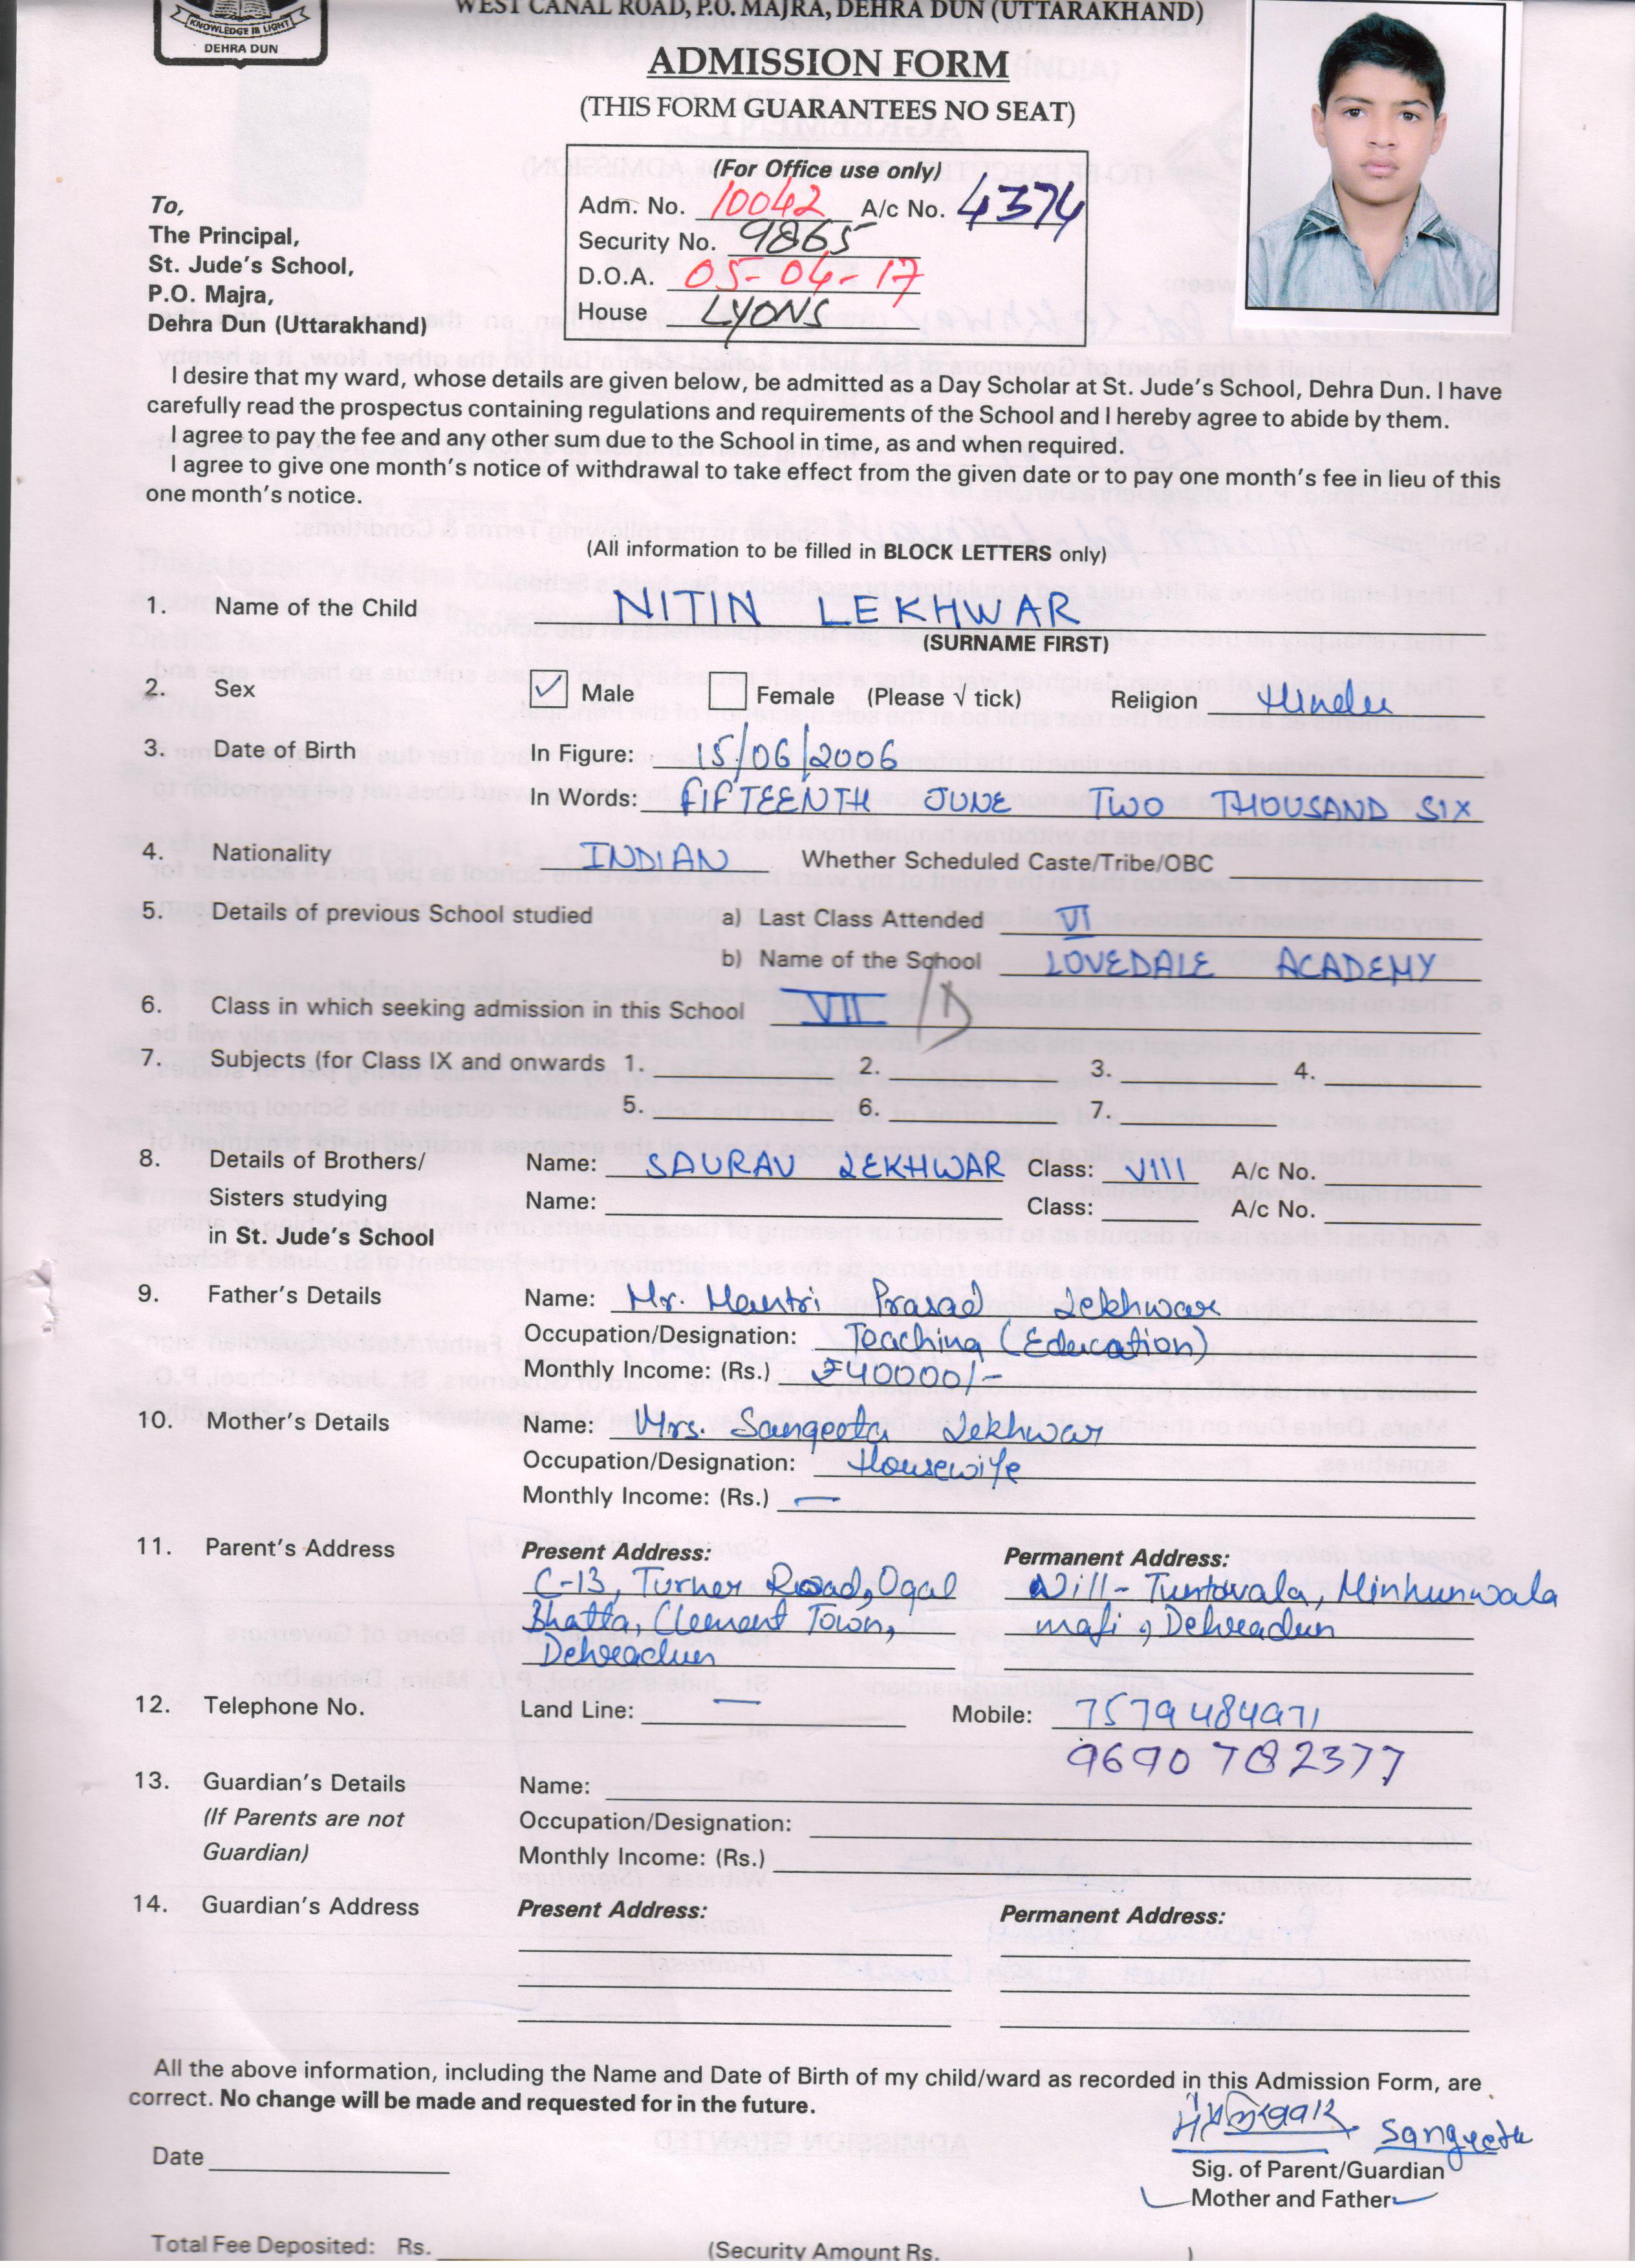 KNOWLEDGE IS LIGHT
DEHRA DUN
WEST CANAL ROAD, P.O. MAJRA, DEHRA DUN (UTTARAKHAND)
ADMISSION FORM
(THIS FORM GUARANTEES NO SEAT)
(For Office use only)
Adm. No. 10042 A/c No. 4374
Security No. 9865
D.O.A. 05-04-17
House LYONS
To,
The Principal,
St. Jude's School,
P.O. Majra,
Dehra Dun (Uttarakhand)
I desire that my ward, whose details are given below, be admitted as a Day Scholar at St. Jude's School, Dehra Dun. I have
carefully read the prospectus containing regulations and requirements of the School and I hereby agree to abide by them.
I agree to pay the fee and any other sum due to the School in time, as and when required.
I agree to give one month's notice of withdrawal to take effect from the given date or to pay one month's fee in lieu of this
one month's notice.
(All information to be filled in BLOCK LETTERS only)
1. Name of the Child NITIN LEKHWAR
(SURNAME FIRST)
2. Sex ✓ Male Female (Please √ tick) Religion Hindu
3. Date of Birth In Figure: 15/06/2006
In Words: FIFTEENTH JUNE TWO THOUSAND SIX
4. Nationality INDIAN Whether Scheduled Caste/Tribe/OBC
5. Details of previous School studied a) Last Class Attended VI
b) Name of the School LOVEDALE ACADEMY
6. Class in which seeking admission in this School VII /D
7. Subjects (for Class IX and onwards 1. 2. 3. 4.
5. 6. 7.
8. Details of Brothers/ Name: SAURAV LEKHWAR Class: VIII A/c No.
Sisters studying Name: Class: A/c No.
in St. Jude's School
9. Father's Details Name: Mr. Mantri Prasad Lekhwar
Occupation/Designation: Teaching (Education)
Monthly Income: (Rs.) ₹40000/-
10. Mother's Details Name: Mrs. Sangeeta Lekhwar
Occupation/Designation: Housewife
Monthly Income: (Rs.) —
11. Parent's Address Present Address: Permanent Address:
C-13, Turner Road, Ogal Vill- Tuntovala, Minhunwala
Bhatta, Clement Town, mafi, Dehradun
Dehradun
12. Telephone No. Land Line: — Mobile: 7579484971
9690782377
13. Guardian's Details Name:
(If Parents are not Occupation/Designation:
Guardian) Monthly Income: (Rs.)
14. Guardian's Address Present Address: Permanent Address:
All the above information, including the Name and Date of Birth of my child/ward as recorded in this Admission Form, are
correct. No change will be made and requested for in the future.
Sangeeta
Date
Sig. of Parent/Guardian
Mother and Father
Total Fee Deposited: Rs. (Security Amount Rs. )